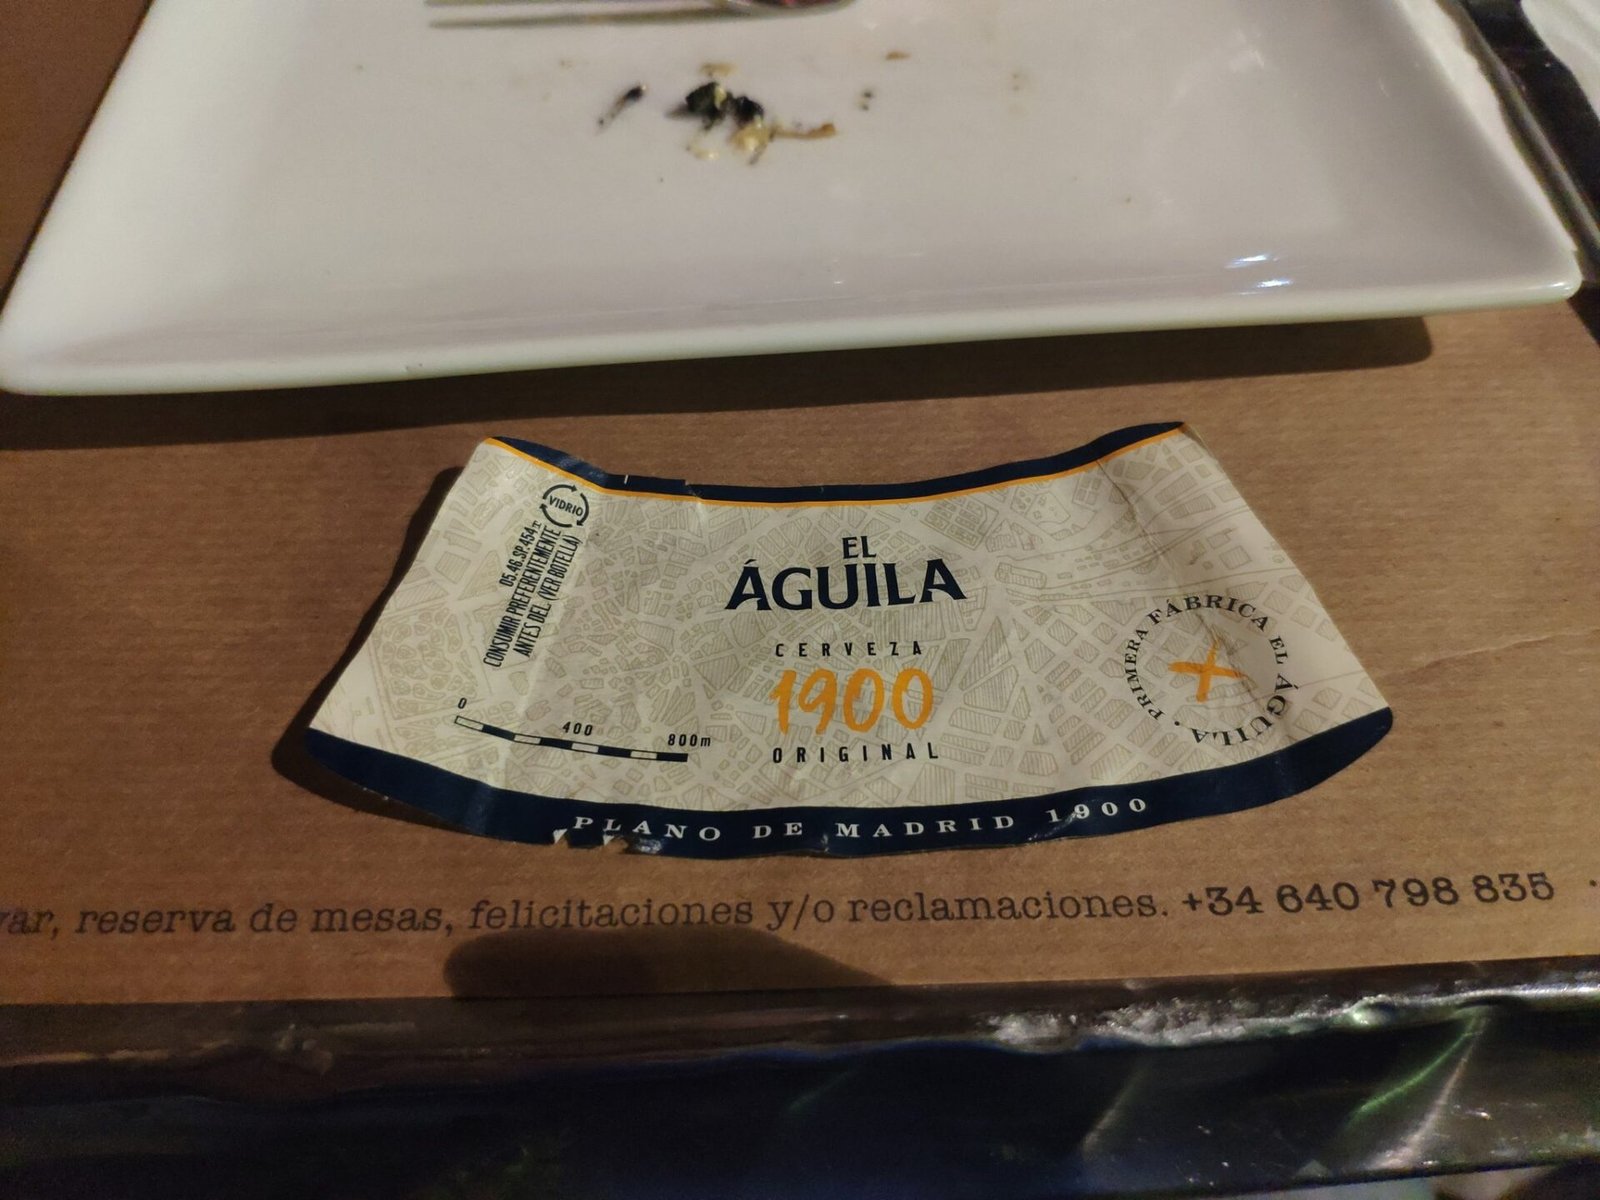 VIDRIO
05.46.SP.454
CONSUMIR PREFERENTEMENTE
ANTES DEL: (VER BOTELLA)
EL
ÁGUILA
CERVEZA
1900
ORIGINAL
0 400 800m
PRIMERA FÁBRICA EL ÁGUILA •
PLANO DE MADRID 1900
reserva de mesas, felicitaciones y/o reclamaciones. +34 640 798 835